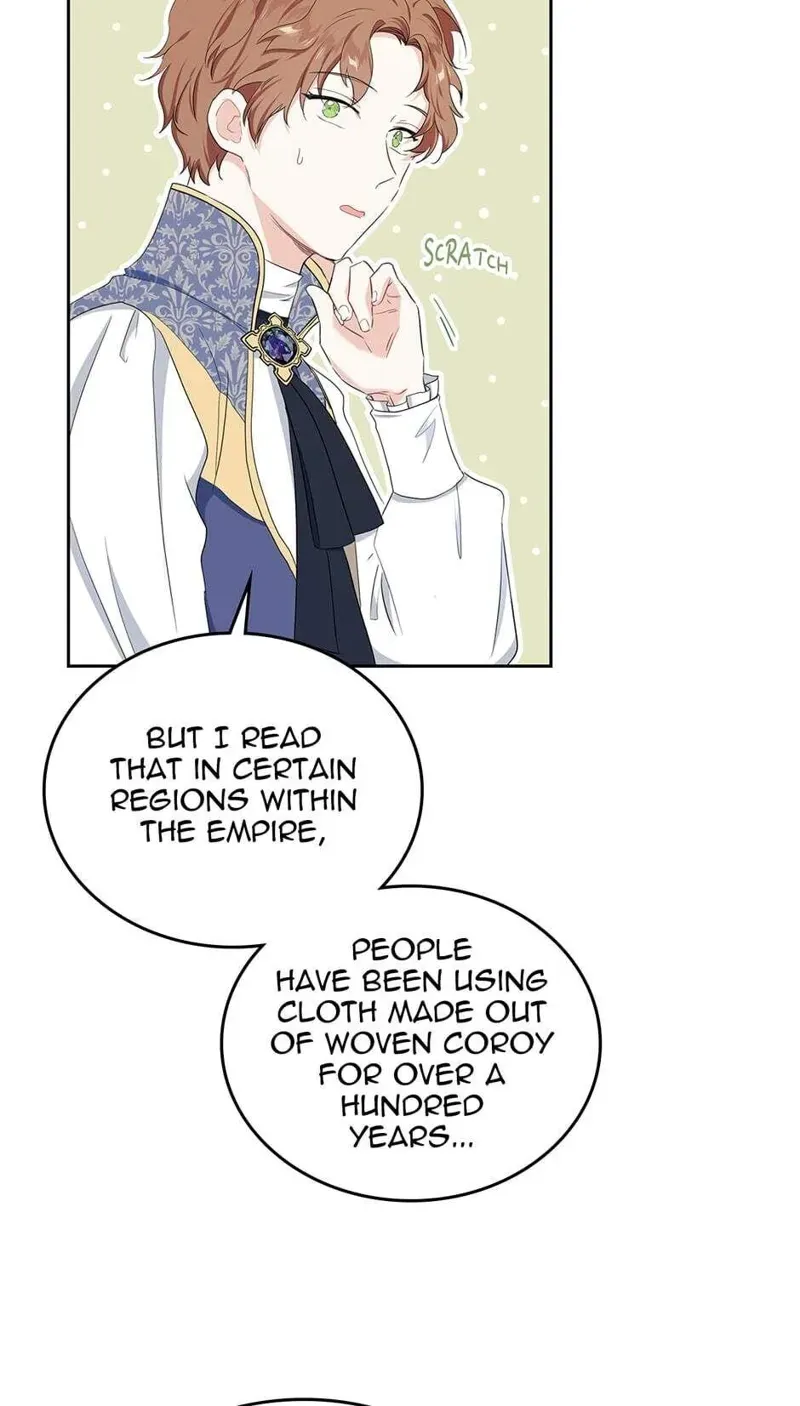 SCRATCH
BUT I READ
THAT IN CERTAIN
REGIONS WITHIN
THE EMPIRE,
PEOPLE
HAVE BEEN USING
CLOTH MADE OUT
OF WOVEN COROY
FOR OVER A
HUNDRED
YEARS...